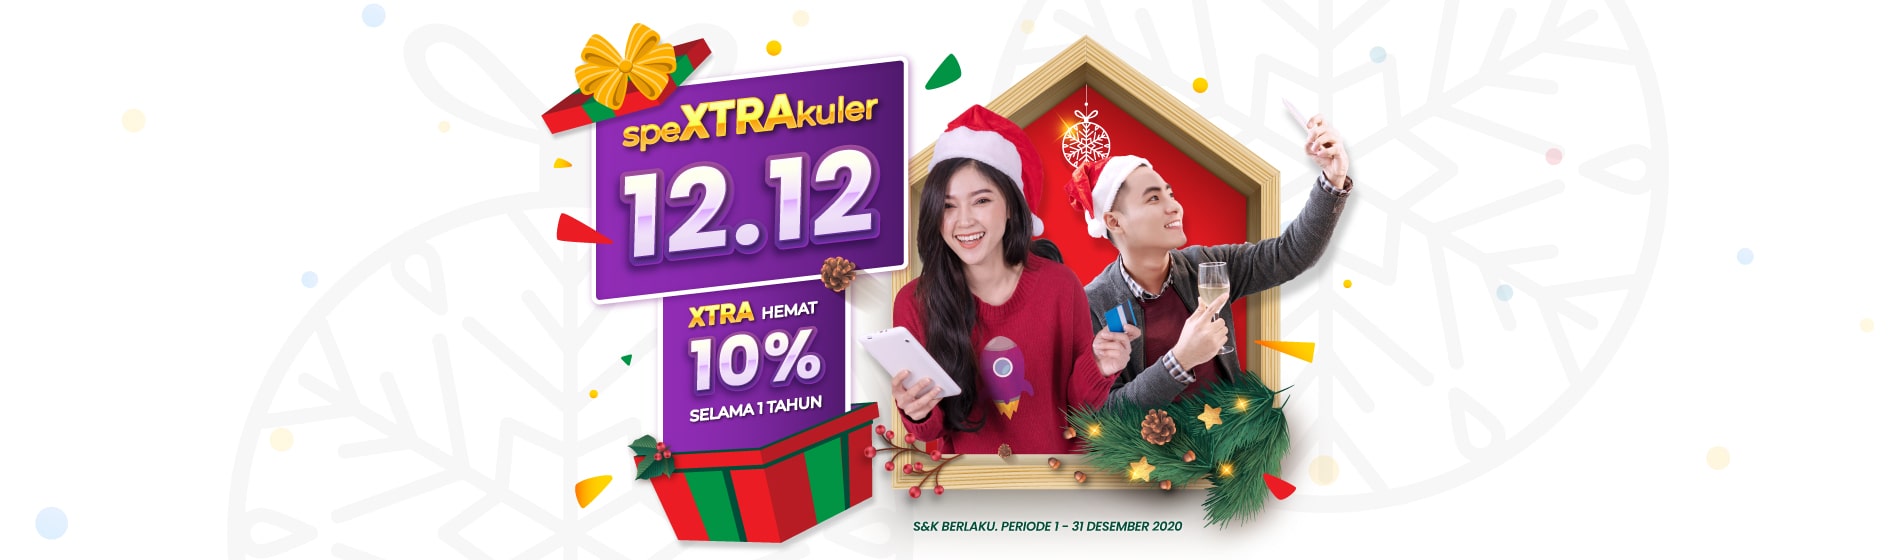 speXTRAkuler
12.12
XTRA HEMAT
10%
SELAMA 1 TAHUN
S&K BERLAKU. PERIODE 1 - 31 DESEMBER 2020